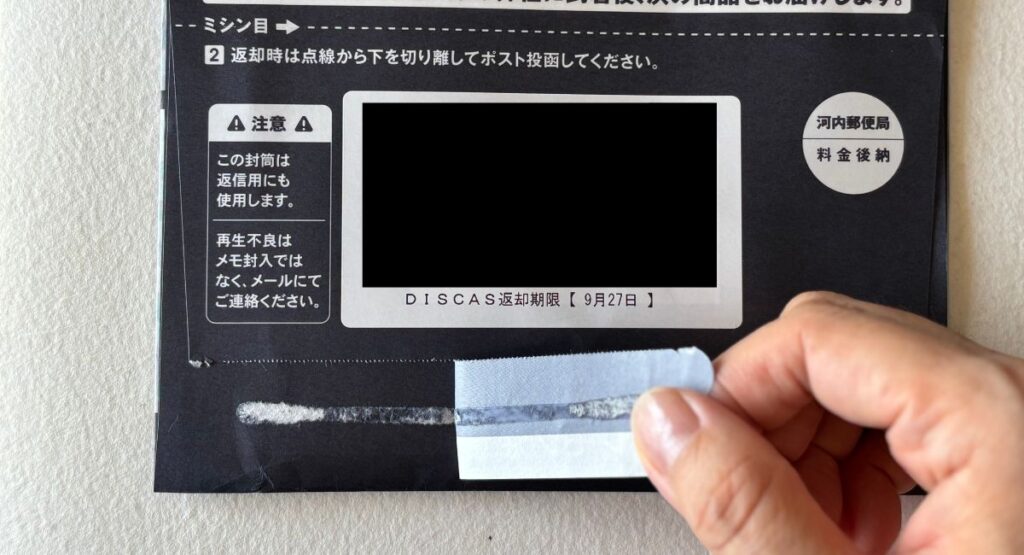 ミシン目
2 返却時は点線から下を切り離してポスト投函してください。
注意
この封筒は
返信用にも
使用します。
再生不良は
メモ封入では
なく、メールにて
ご連絡ください。
DISCAS返却期限【 9月27日 】
河内郵便局
料金後納